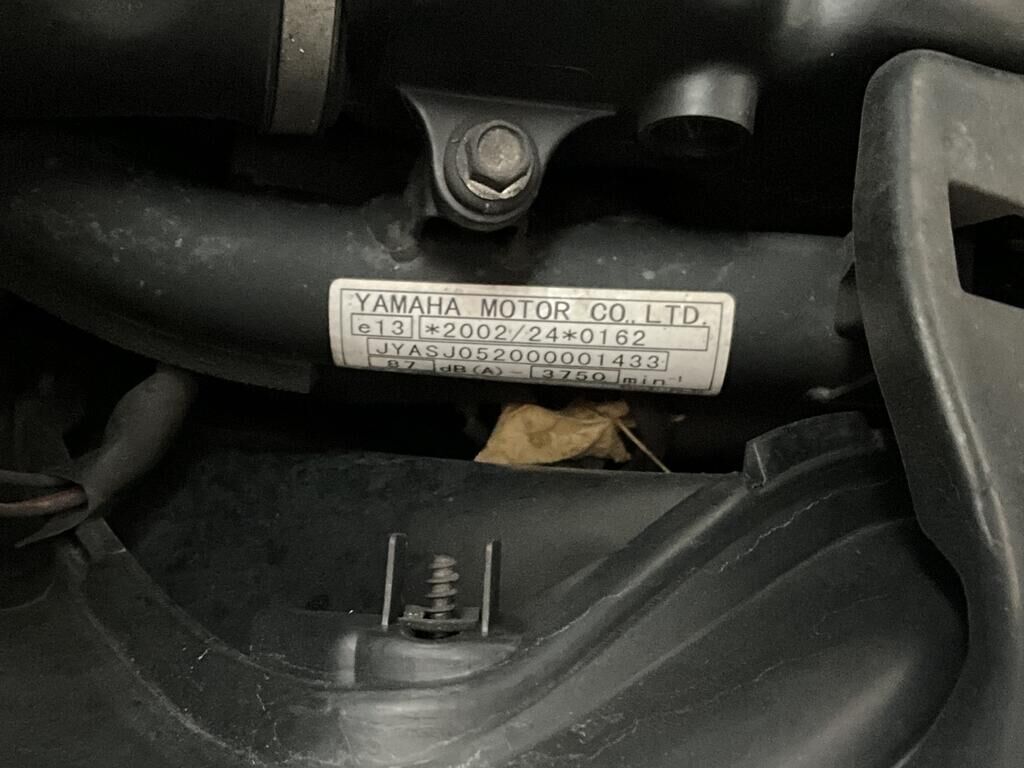 YAMAHA MOTOR CO., LTD.
e13 *2002/24*0162
JYASJ052000001433
87 dB(A) - 3750 min⁻¹